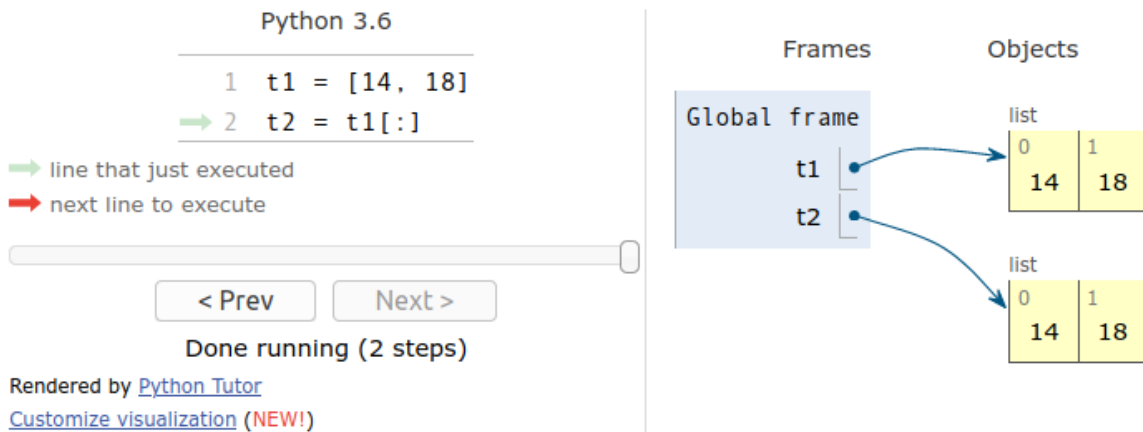 Python 3.6
1 t1 = [14, 18]
2 t2 = t1[:]
line that just executed
next line to execute
< Prev Next >
Done running (2 steps)
Rendered by Python Tutor
Customize visualization (NEW!)
Frames Objects
Global frame
t1
t2
list
0 1
14 18
list
0 1
14 18